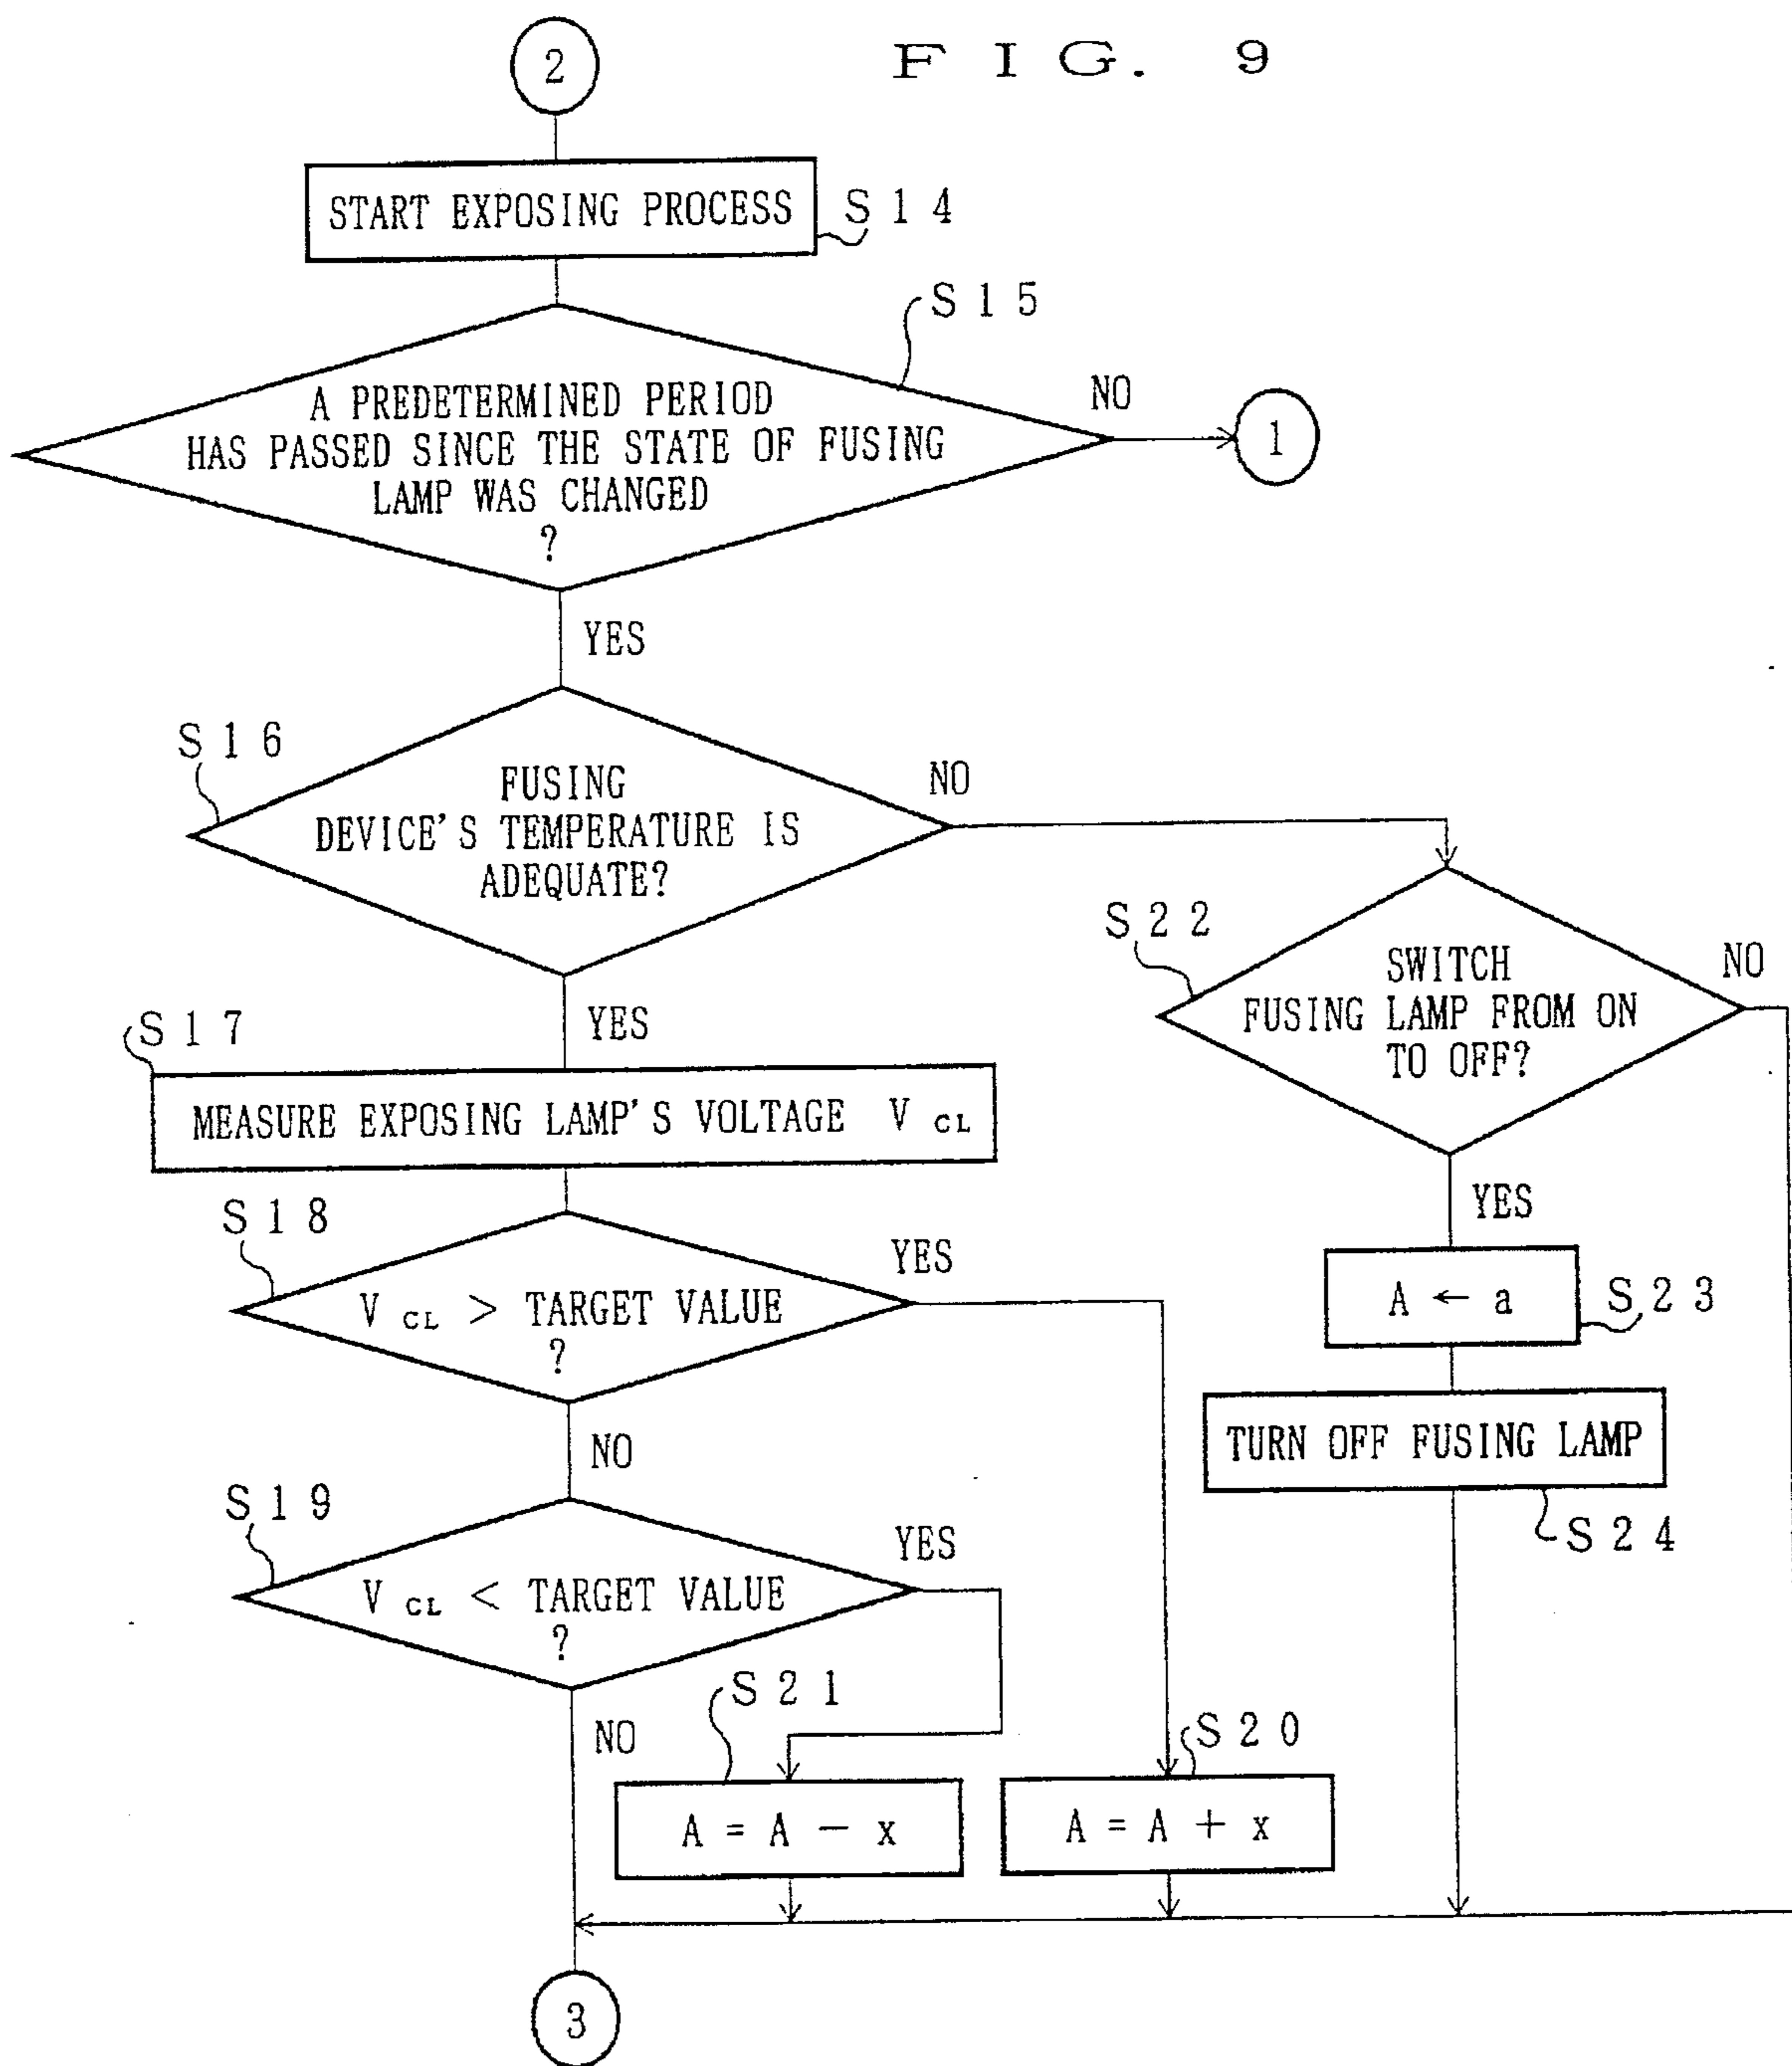 2
F I G. 9
START EXPOSING PROCESS
S 1 4
S 1 5
A PREDETERMINED PERIOD
HAS PASSED SINCE THE STATE OF FUSING
LAMP WAS CHANGED
?
NO
1
YES
S 1 6
FUSING
DEVICE'S TEMPERATURE IS
ADEQUATE?
NO
S 2 2
SWITCH
FUSING LAMP FROM ON
TO OFF?
NO
YES
S 1 7
MEASURE EXPOSING LAMP'S VOLTAGE V CL
YES
S 1 8
V CL > TARGET VALUE
?
YES
A ← a
S 2 3
NO
TURN OFF FUSING LAMP
S 2 4
S 1 9
V CL < TARGET VALUE
?
YES
NO
S 2 1
A = A − x
S 2 0
A = A + x
3